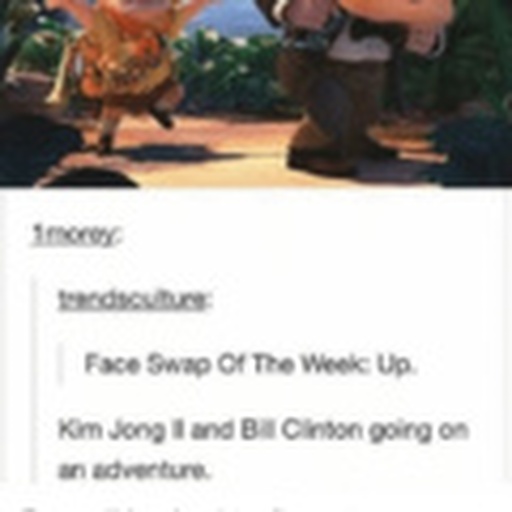 1morey:
trendsculture:
Face Swap Of The Week: Up.
Kim Jong Il and Bill Clinton going on
an adventure.